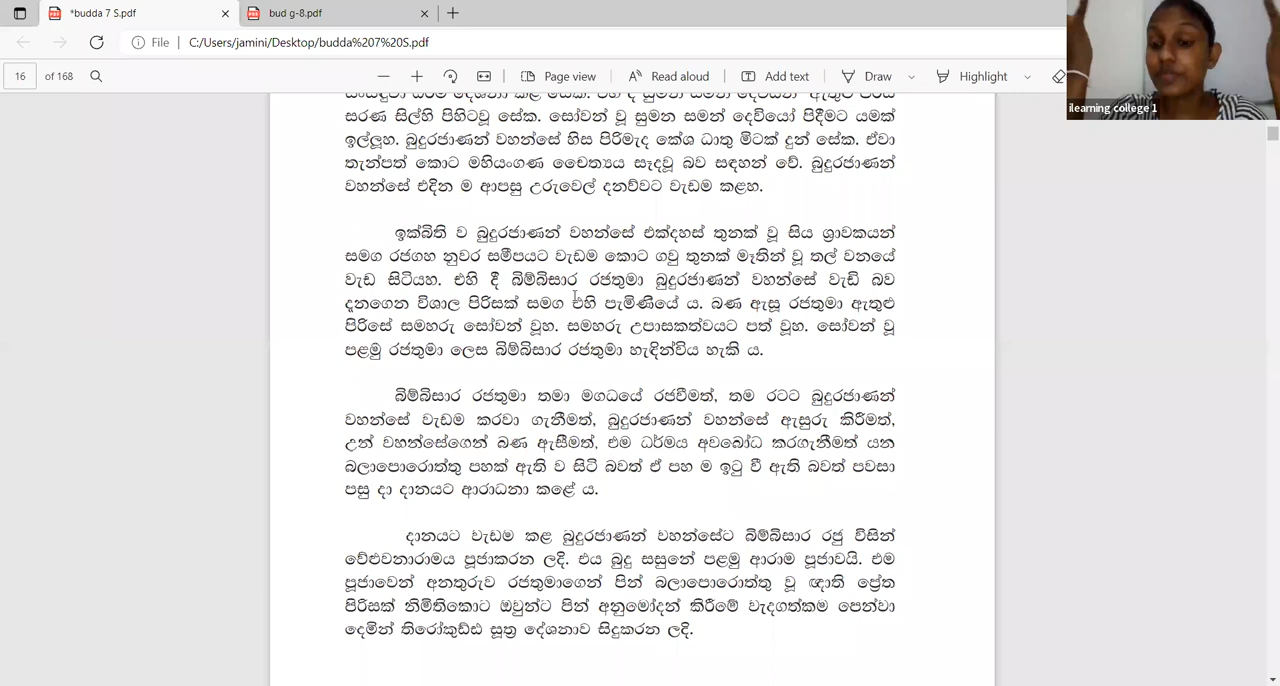 *budda 7 S.pdf
bud g-8.pdf
File
C:/Users/jamini/Desktop/budda%207%20S.pdf
16 of 168
Page view
Read aloud
Add text
Draw
Highlight
ilearning college 1
සරණ සිල්හි පිහිටවූ සේක. සෝවන් වූ සුමන සමන් දෙවියෝ පිදීමට යමක්
ඉල්ලූහ. බුදුරජාණන් වහන්සේ හිස පිරිමැද කේශ ධාතු මිටක් දුන් සේක. ඒවා
තැන්පත් කොට මහියංගණ චෛත්‍යය සෑදවූ බව සඳහන් වේ. බුදුරජාණන්
වහන්සේ එදින ම ආපසු උරුවෙල් දනව්වට වැඩම කළහ.
ඉක්බිති ව බුදුරජාණන් වහන්සේ එක්දහස් තුනක් වූ සිය ශ්‍රාවකයන්
සමග රජගහ නුවර සමීපයට වැඩම කොට ගවු තුනක් මෑතින් වූ තල් වනයේ
වැඩ සිටියහ. එහි දී බිම්බිසාර රජතුමා බුදුරජාණන් වහන්සේ වැඩි බව
දැනගෙන විශාල පිරිසක් සමග එහි පැමිණියේ ය. බණ ඇසූ රජතුමා ඇතුළු
පිරිසේ සමහරු සෝවන් වූහ. සමහරු උපාසකත්වයට පත් වූහ. සෝවන් වූ
පළමු රජතුමා ලෙස බිම්බිසාර රජතුමා හැඳින්විය හැකි ය.
බිම්බිසාර රජතුමා තමා මගධයේ රජවීමත්, තම රටට බුදුරජාණන්
වහන්සේ වැඩම කරවා ගැනීමත්, බුදුරජාණන් වහන්සේ ඇසුරු කිරීමත්,
උන් වහන්සේගෙන් බණ ඇසීමත්, එම ධර්මය අවබෝධ කරගැනීමත් යන
බලාපොරොත්තු පහක් ඇති ව සිටි බවත් ඒ පහ ම ඉටු වී ඇති බවත් පවසා
පසු දා දානයට ආරාධනා කළේ ය.
දානයට වැඩම කළ බුදුරජාණන් වහන්සේට බිම්බිසාර රජු විසින්
වේළුවනාරාමය පූජාකරන ලදි. එය බුදු සසුනේ පළමු ආරාම පූජාවයි. එම
පූජාවෙන් අනතුරුව රජතුමාගෙන් පින් බලාපොරොත්තු වූ ඥාති ප්‍රේත
පිරිසක් නිමිතිකොට ඔවුන්ට පින් අනුමෝදන් කිරීමේ වැදගත්කම පෙන්වා
දෙමින් තිරෝකුඩ්ඩ සූත්‍ර දේශනාව සිදුකරන ලදි.